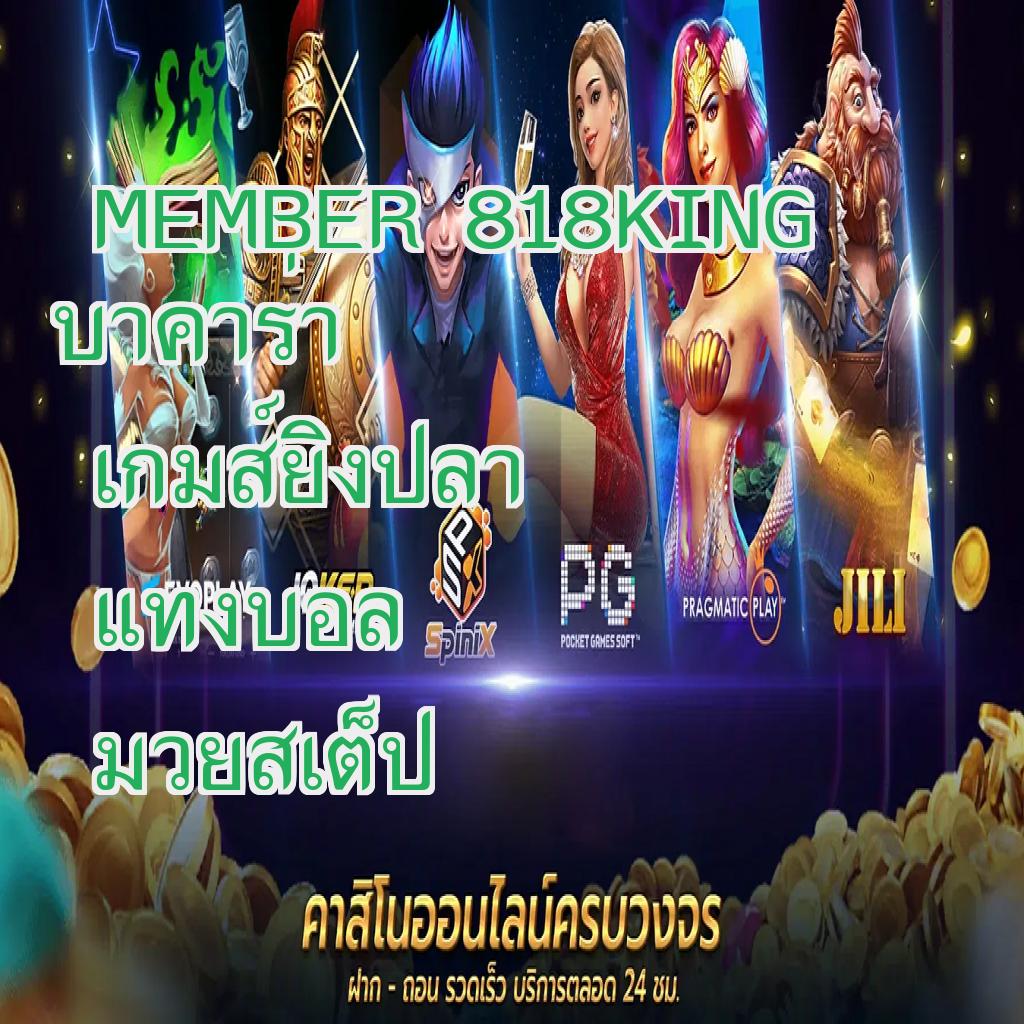 MEMBER 818KING
บาคาร่า
เกมส์ยิงปลา
แทงบอล
มวยสเต็ป
EVOPLAY
JOKER
SpiniX
PG
POCKET GAMES SOFT™
PRAGMATIC PLAY™
JILI
คาสิโนออนไลน์ครบวงจร
ฝาก - ถอน รวดเร็ว บริการตลอด 24 ชม.